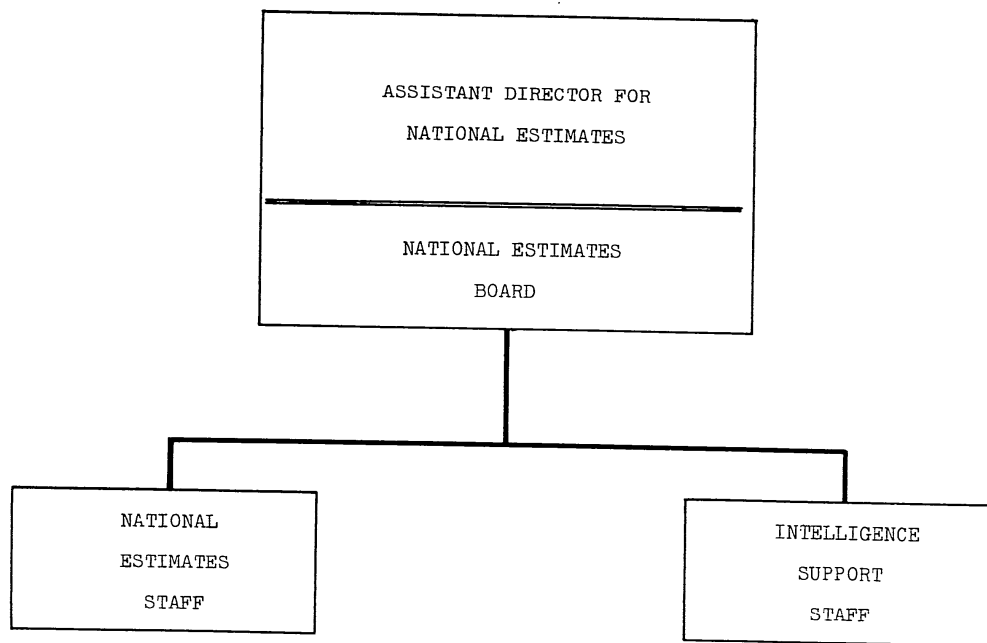 ASSISTANT DIRECTOR FOR
NATIONAL ESTIMATES
NATIONAL ESTIMATES
BOARD
NATIONAL
ESTIMATES
STAFF
INTELLIGENCE
SUPPORT
STAFF